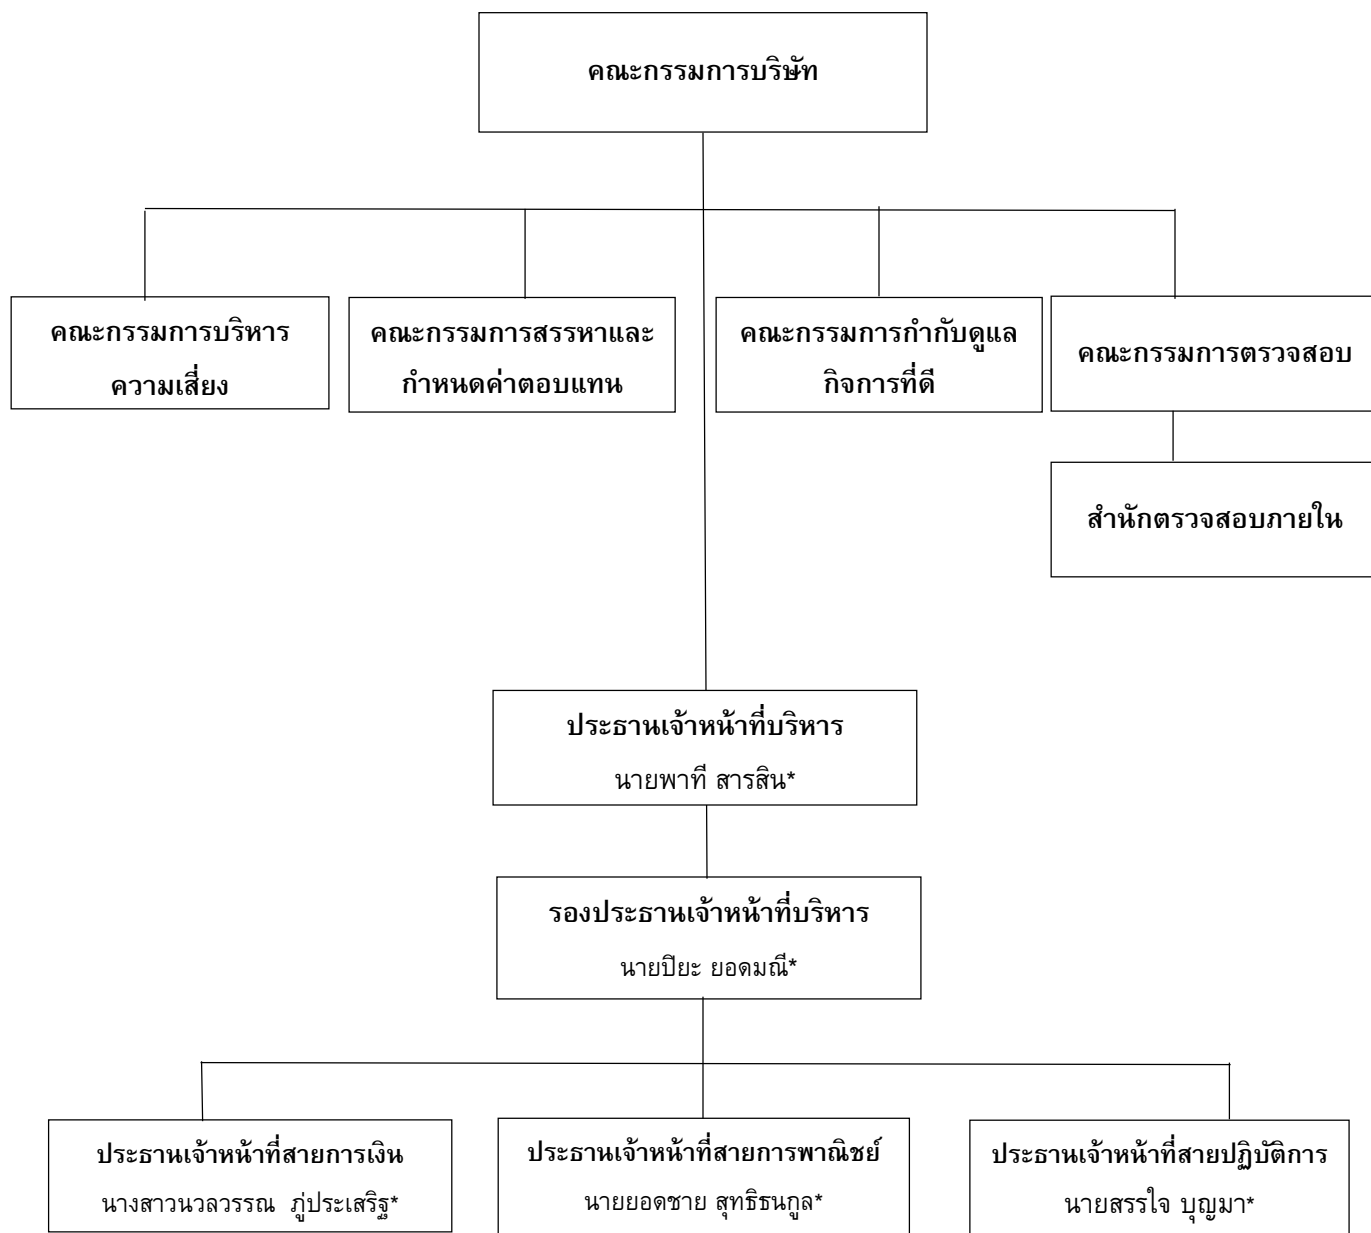 คณะกรรมการบริษัท
คณะกรรมการบริหาร
ความเสี่ยง
คณะกรรมการสรรหาและ
กำหนดค่าตอบแทน
คณะกรรมการกำกับดูแล
กิจการที่ดี
คณะกรรมการตรวจสอบ
สำนักตรวจสอบภายใน
ประธานเจ้าหน้าที่บริหาร
นายพาที สารสิน*
รองประธานเจ้าหน้าที่บริหาร
นายปิยะ ยอดมณี*
ประธานเจ้าหน้าที่สายการเงิน
นางสาวนวลวรรณ ภู่ประเสริฐ*
ประธานเจ้าหน้าที่สายการพาณิชย์
นายยอดชาย สุทธิธนกูล*
ประธานเจ้าหน้าที่สายปฏิบัติการ
นายสรรใจ บุญมา*